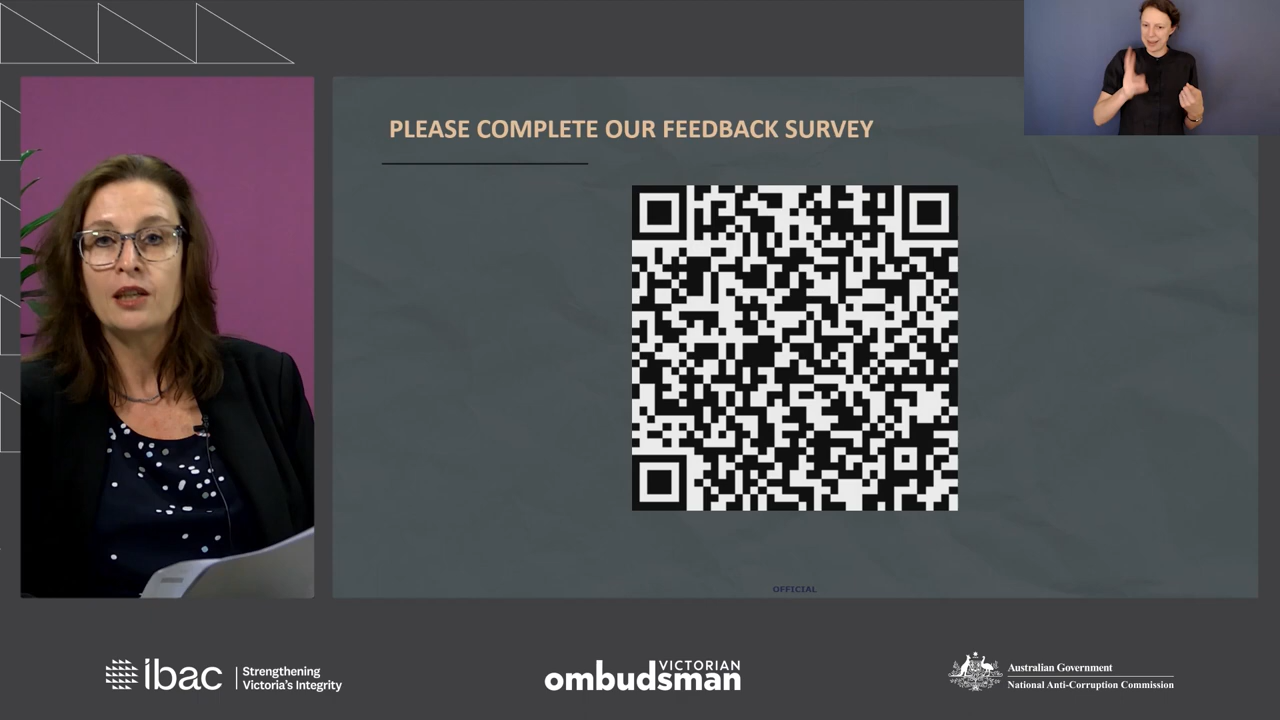 PLEASE COMPLETE OUR FEEDBACK SURVEY
OFFICIAL
ibac
Strengthening
Victoria's Integrity
VICTORIAN
ombudsman
Australian Government
National Anti-Corruption Commission